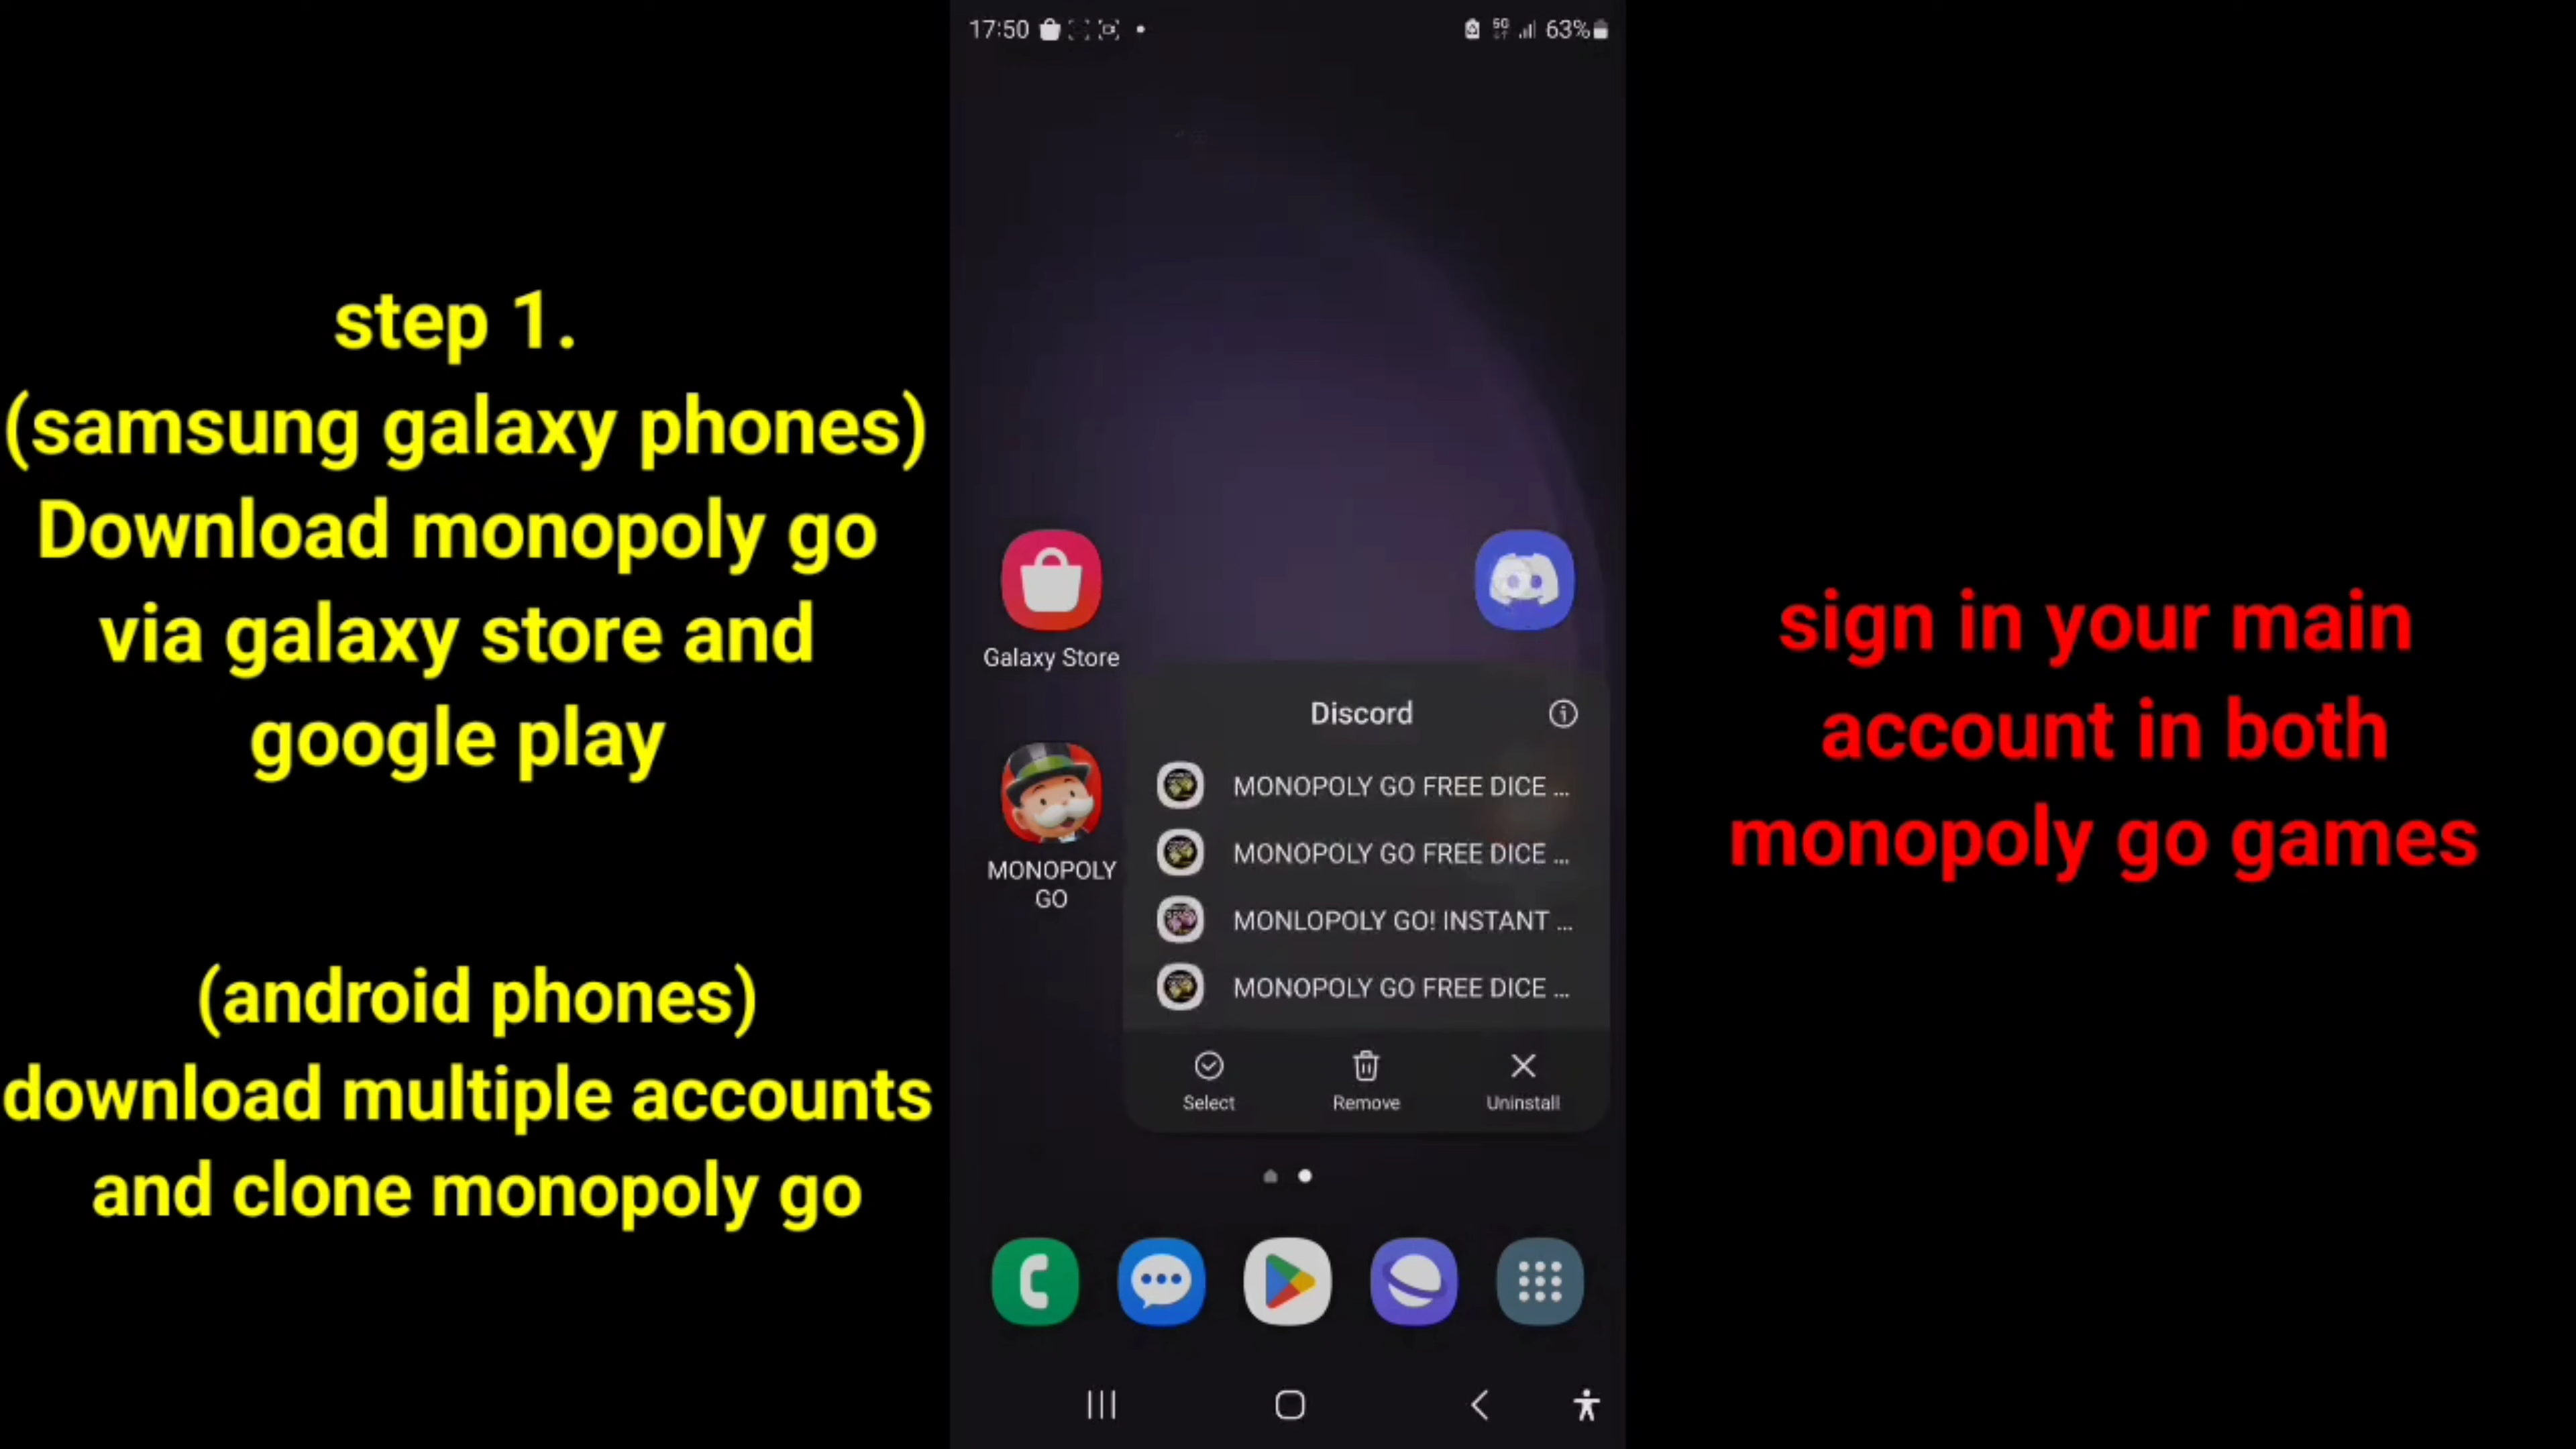 17:50
5G
63%
step 1.
(samsung galaxy phones)
Download monopoly go
via galaxy store and
google play
(android phones)
download multiple accounts
and clone monopoly go
Galaxy Store
MONOPOLY
GO
Discord
MONOPOLY GO FREE DICE ...
MONOPOLY GO FREE DICE ...
MONLOPOLY GO! INSTANT ...
MONOPOLY GO FREE DICE ...
Select
Remove
Uninstall
sign in your main
account in both
monopoly go games